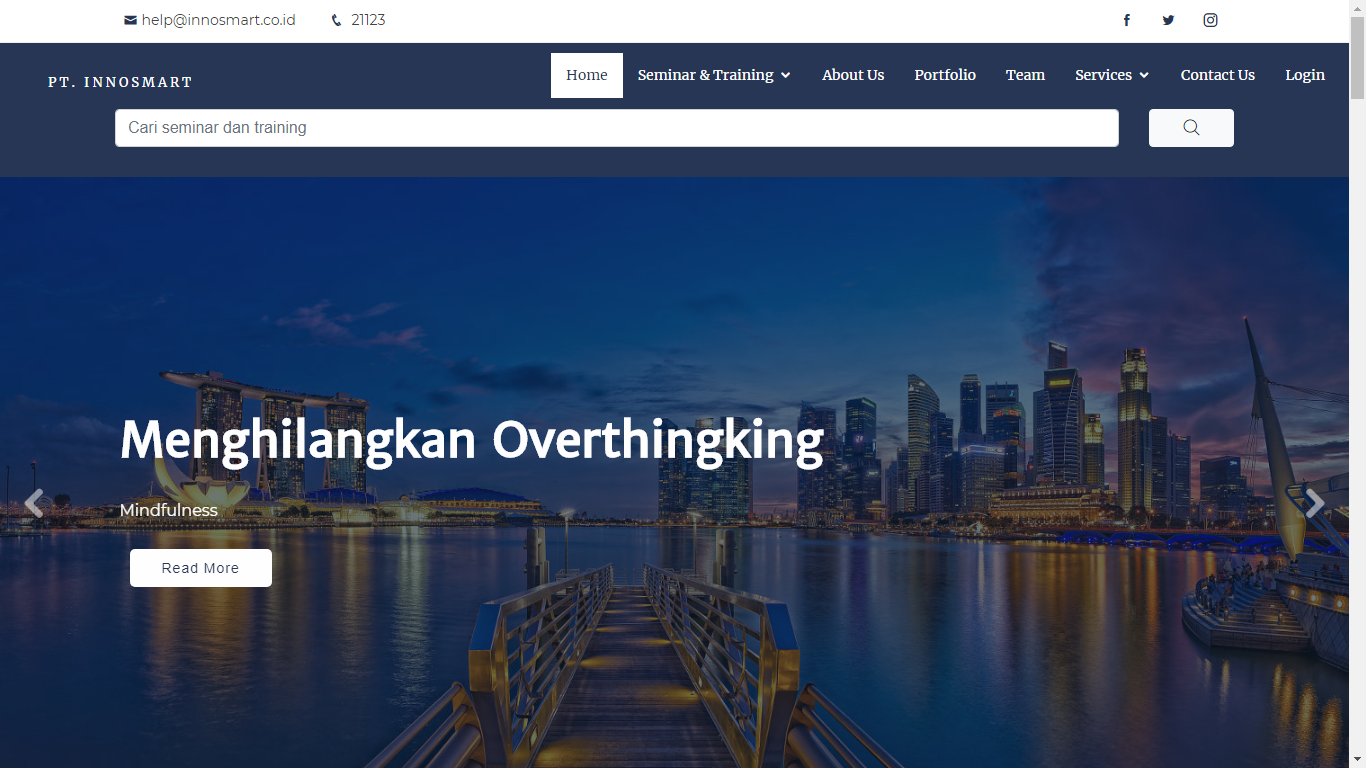 help@innosmart.co.id 21123
PT. INNOSMART
Home Seminar & Training About Us Portfolio Team Services Contact Us Login
Cari seminar dan training
Menghilangkan Overthingking
Mindfulness
Read More